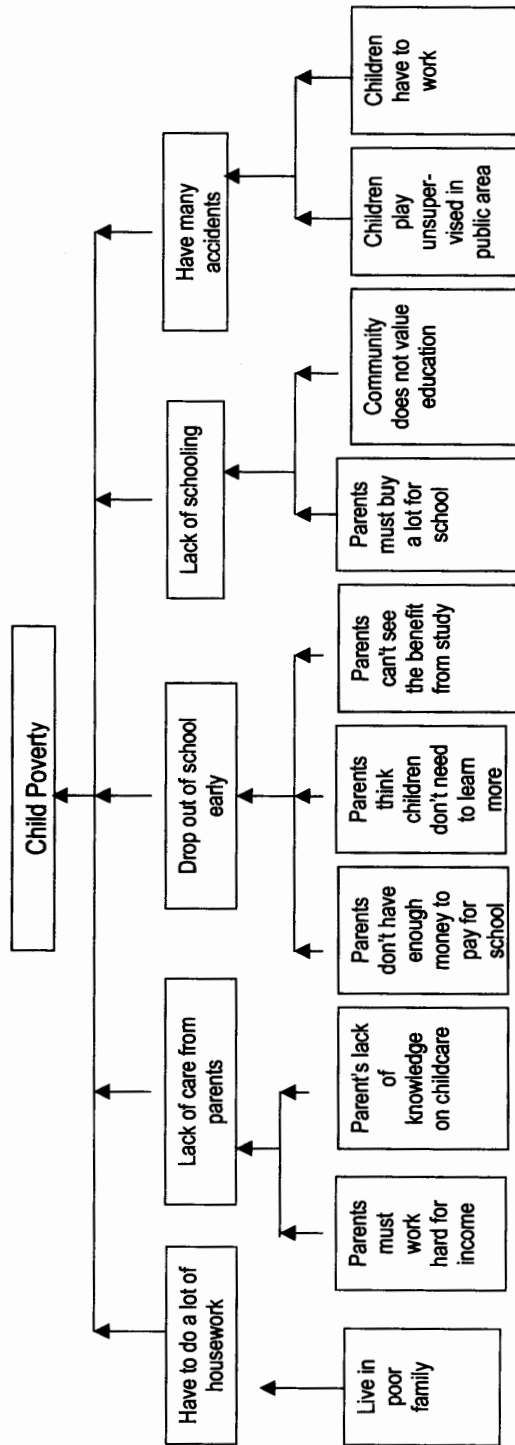 Child Poverty
Have to do a lot of
housework
Lack of care from
parents
Drop out of school
early
Lack of schooling
Have many
accidents
Live in
poor
family
Parents
must
work
hard for
income
Parent's lack
of
knowledge
on childcare
Parents
don't have
enough
money to
pay for
school
Parents
think
children
don't need
to learn
more
Parents
can't see
the benefit
from study
Parents
must buy
a lot for
school
Community
does not value
education
Children
play
unsuper-
vised in
public area
Children
have to
work